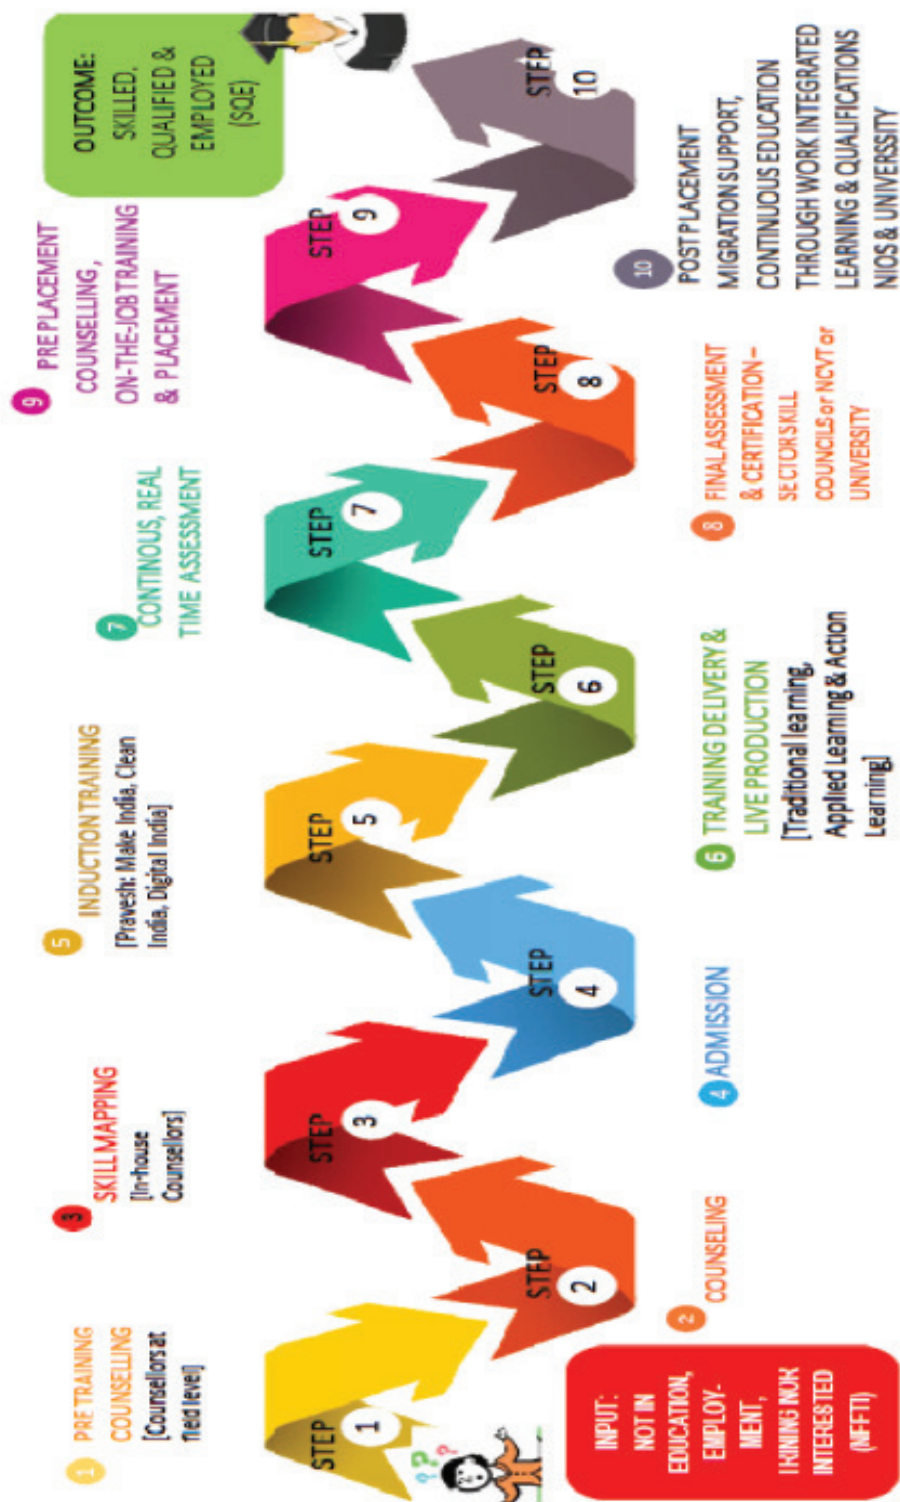 1
PRE TRAINING
COUNSELLING
[Counsellors at
field level]
3
SKILL MAPPING
[In-house
Counsellors]
5
INDUCTION TRAINING
[Pravesh: Make India, Clean
India, Digital India]
7
CONTINOUS, REAL
TIME ASSESSMENT
9
PRE PLACEMENT
COUNSELLING,
ON-THE-JOB TRAINING
& PLACEMENT
OUTCOME:
SKILLED,
QUALIFIED &
EMPLOYED
(SQE)
STEP
1
STEP
2
STEP
3
STEP
4
STEP
5
STEP
6
STEP
7
STEP
8
STEP
9
STEP
10
? ? ?
INPUT:
NOT IN
EDUCATION,
EMPLOY-
MENT,
TRINING NOR
INTERESTED
(NEETI)
2 COUNSELING
4 ADMISSION
6 TRAINING DELIVERY &
LIVE PRODUCTION
[Traditional learning,
Applied Learning & Action
Learning]
8 FINAL ASSESSMENT
& CERTIFICATION –
SECTOR SKILL
COUNCILS or NCVT or
UNIVERSITY
10
POST PLACEMENT
MIGRATION SUPPORT,
CONTINUOUS EDUCATION
THROUGH WORK INTEGRATED
LEARNING & QUALIFICATIONS
NIOS & UNIVERSSITY